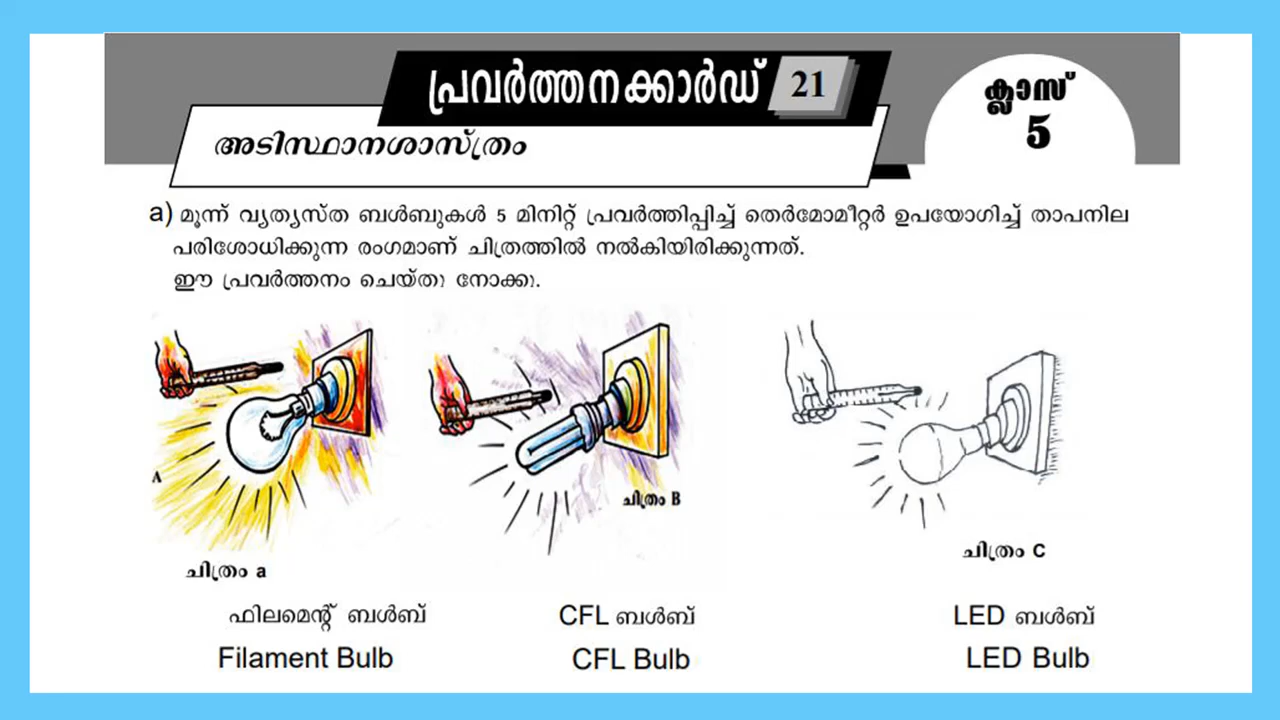 പ്രവർത്തനക്കാർഡ് 21
ക്ലാസ്
5
അടിസ്ഥാനശാസ്ത്രം
a) മൂന്ന് വ്യത്യസ്ത ബൾബുകൾ 5 മിനിറ്റ് പ്രവർത്തിപ്പിച്ച് തെർമോമീറ്റർ ഉപയോഗിച്ച് താപനില
പരിശോധിക്കുന്ന രംഗമാണ് ചിത്രത്തിൽ നൽകിയിരിക്കുന്നത്.
ഈ പ്രവർത്തനം ചെയ്തു നോക്കൂ.
A
ചിത്രം B
ചിത്രം C
ചിത്രം a
ഫിലമെന്റ് ബൾബ് CFL ബൾബ് LED ബൾബ്
Filament Bulb CFL Bulb LED Bulb